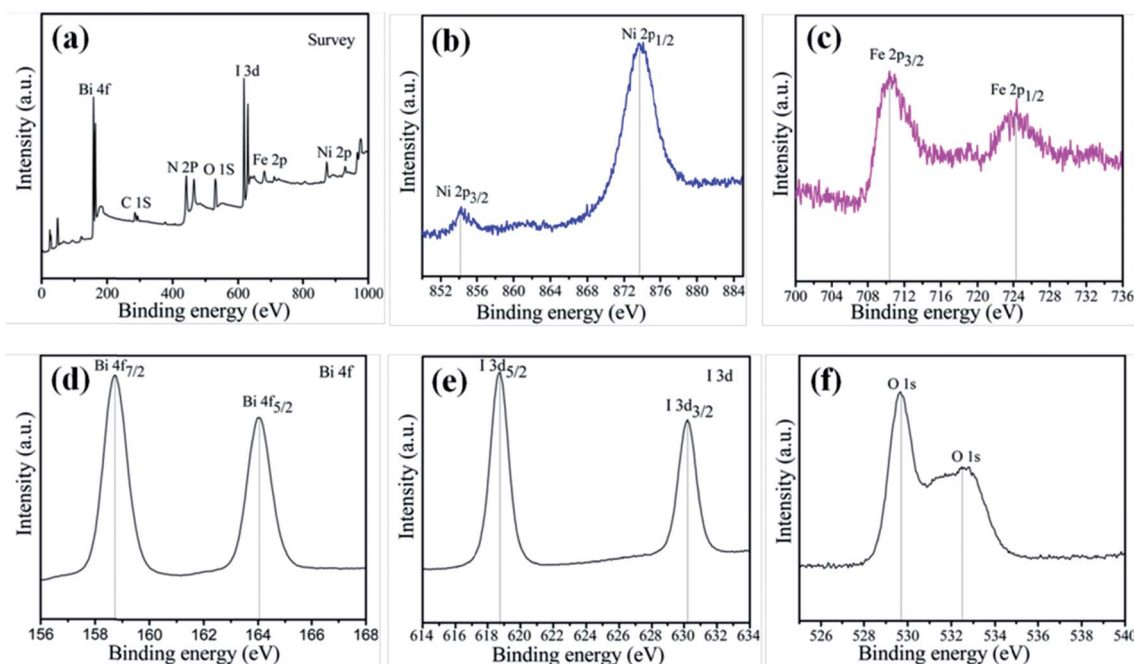 (a)
Survey
I 3d
Bi 4f
N 2P
O 1S
Fe 2p
Ni 2p
C 1S
Intensity (a.u.)
0 200 400 600 800 1000
Binding energy (eV)
(b)
Ni 2p1/2
Ni 2p3/2
Intensity (a.u.)
852 856 860 864 868 872 876 880 884
Binding energy (eV)
(c)
Fe 2p3/2
Fe 2p1/2
Intensity (a.u.)
700 704 708 712 716 720 724 728 732 736
Binding energy (eV)
(d)
Bi 4f7/2
Bi 4f
Bi 4f5/2
Intensity (a.u.)
156 158 160 162 164 166 168
Binding energy (eV)
(e)
I 3d5/2
I 3d
I 3d3/2
Intensity (a.u.)
614 616 618 620 622 624 626 628 630 632 634
Binding energy (eV)
(f)
O 1s
O 1s
Intensity (a.u.)
526 528 530 532 534 536 538 540
Binding energy (eV)